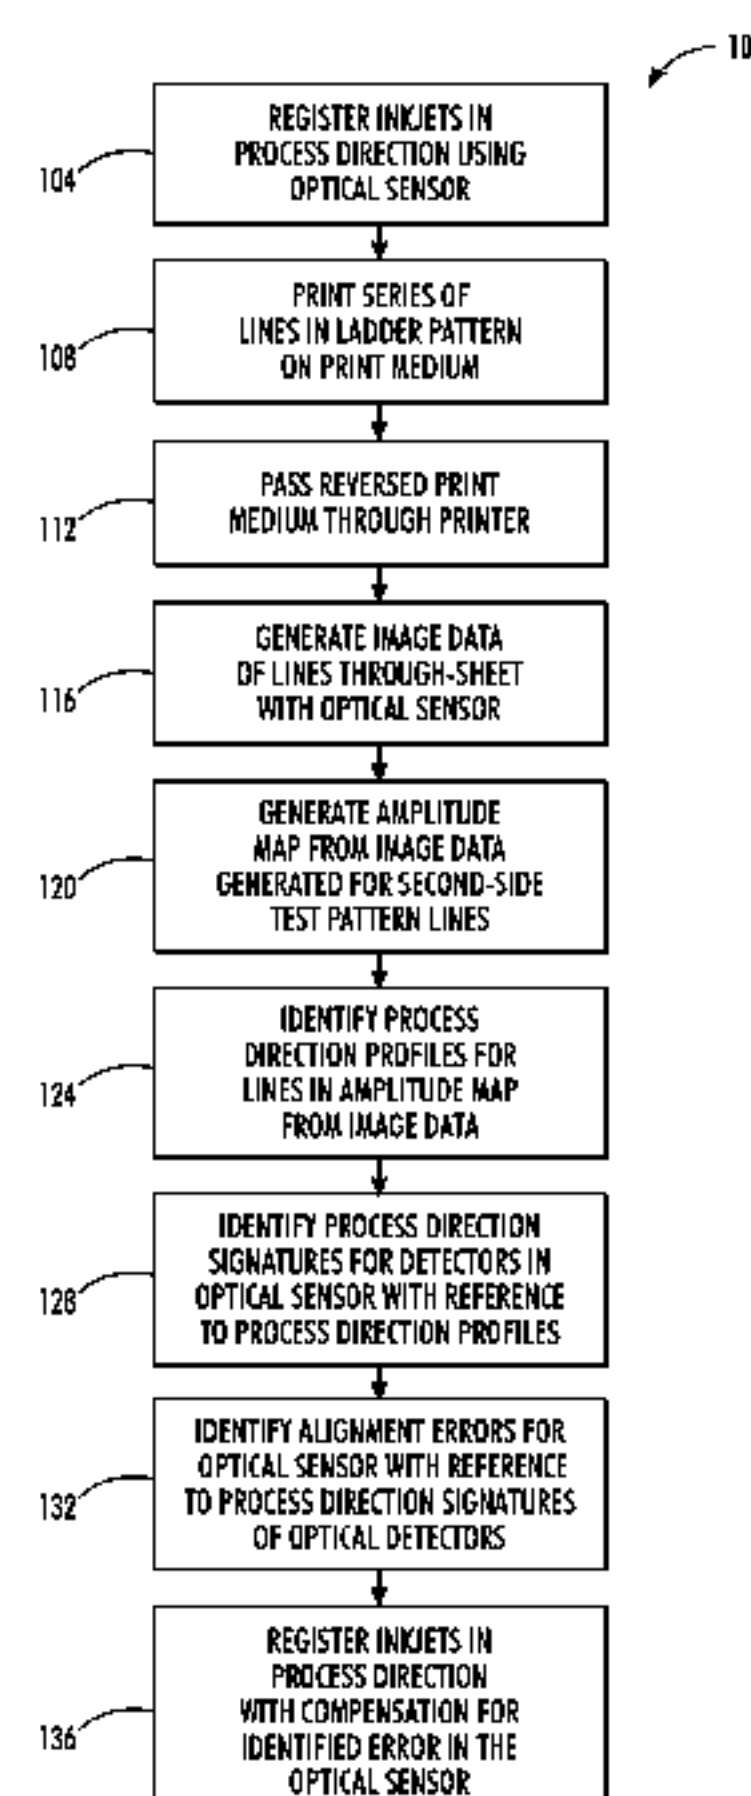 10
104
REGISTER INKJETS IN
PROCESS DIRECTION USING
OPTICAL SENSOR
108
PRINT SERIES OF
LINES IN LADDER PATTERN
ON PRINT MEDIUM
112
PASS REVERSED PRINT
MEDIUM THROUGH PRINTER
116
GENERATE IMAGE DATA
OF LINES THROUGH-SHEET
WITH OPTICAL SENSOR
120
GENERATE AMPLITUDE
MAP FROM IMAGE DATA
GENERATED FOR SECOND-SIDE
TEST PATTERN LINES
124
IDENTIFY PROCESS
DIRECTION PROFILES FOR
LINES IN AMPLITUDE MAP
FROM IMAGE DATA
128
IDENTIFY PROCESS DIRECTION
SIGNATURES FOR DETECTORS IN
OPTICAL SENSOR WITH REFERENCE
TO PROCESS DIRECTION PROFILES
132
IDENTIFY ALIGNMENT ERRORS FOR
OPTICAL SENSOR WITH REFERENCE
TO PROCESS DIRECTION SIGNATURES
OF OPTICAL DETECTORS
136
REGISTER INKJETS IN
PROCESS DIRECTION
WITH COMPENSATION FOR
IDENTIFIED ERROR IN THE
OPTICAL SENSOR